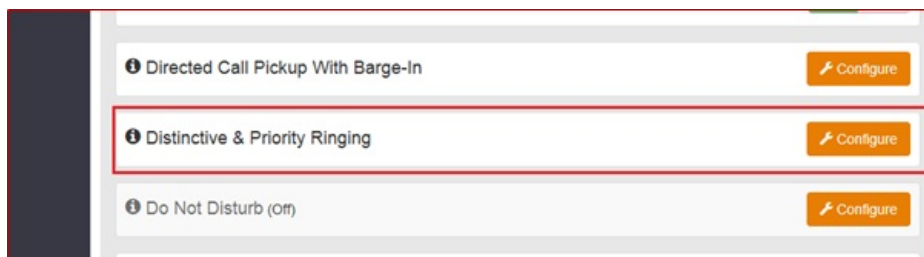 Directed Call Pickup With Barge-In
Configure
Distinctive & Priority Ringing
Configure
Do Not Disturb (Off)
Configure